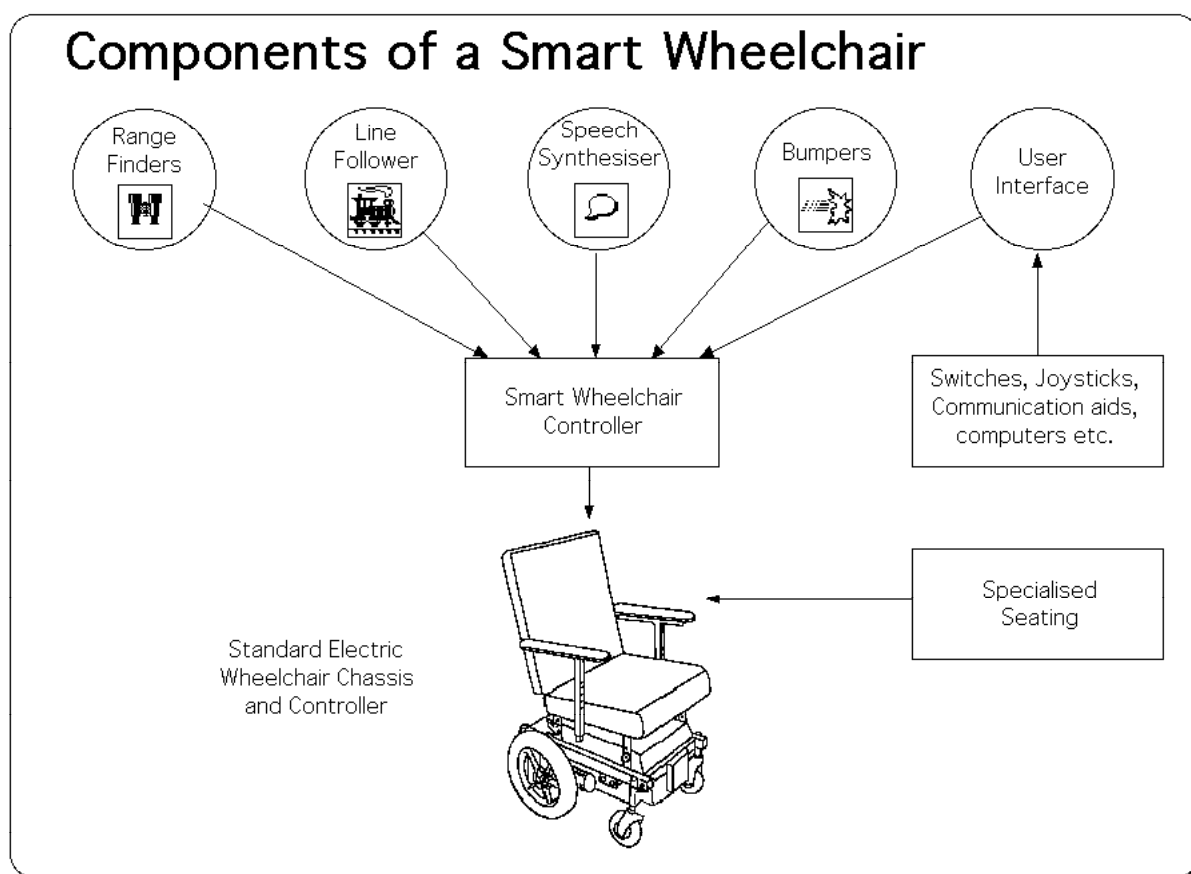 Components of a Smart Wheelchair
Range
Finders
Line
Follower
Speech
Synthesiser
Bumpers
User
Interface
Smart Wheelchair
Controller
Switches, Joysticks,
Communication aids,
computers etc.
Specialised
Seating
Standard Electric
Wheelchair Chassis
and Controller